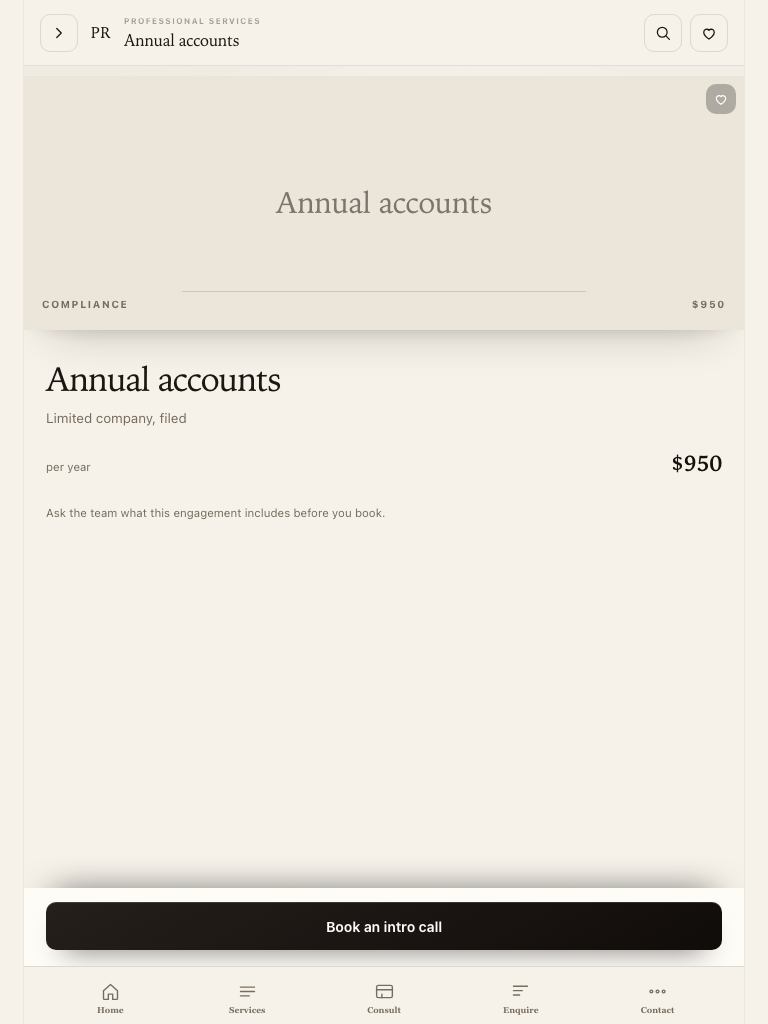 PROFESSIONAL SERVICES
PR
Annual accounts
Annual accounts
COMPLIANCE
$950
Annual accounts
Limited company, filed
per year
$950
Ask the team what this engagement includes before you book.
Book an intro call
Home
Services
Consult
Enquire
Contact